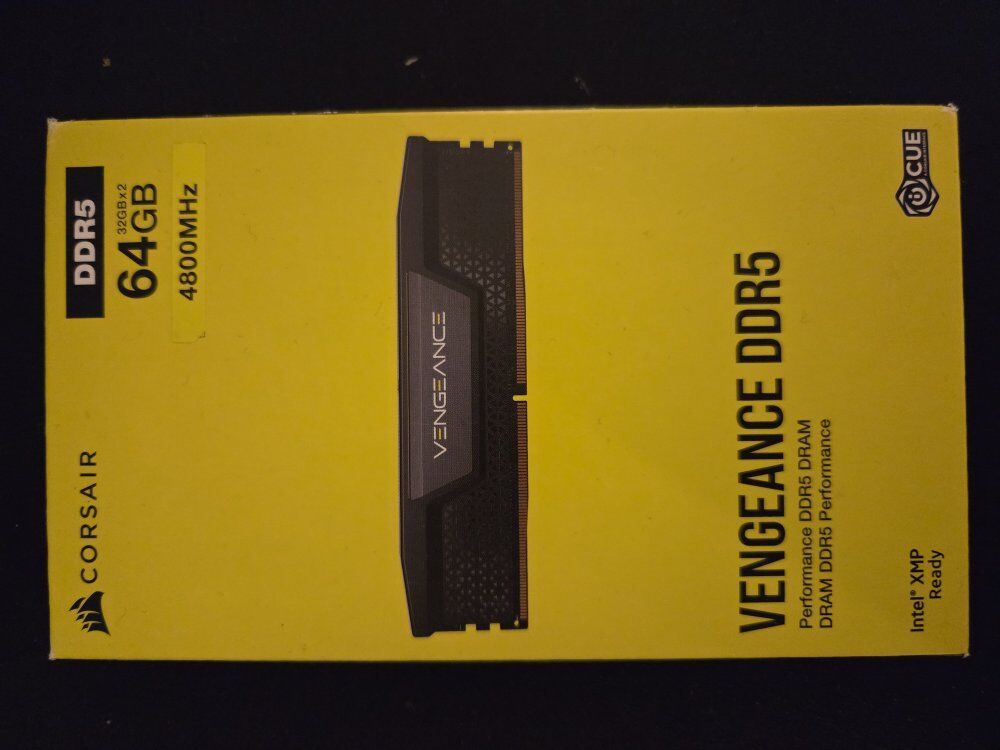 CORSAIR
DDR5
32GBx2
64GB
4800MHz
VENGEANCE
VENGEANCE DDR5
Performance DDR5 DRAM
DRAM DDR5 Performance
Intel® XMP
Ready
iCUE